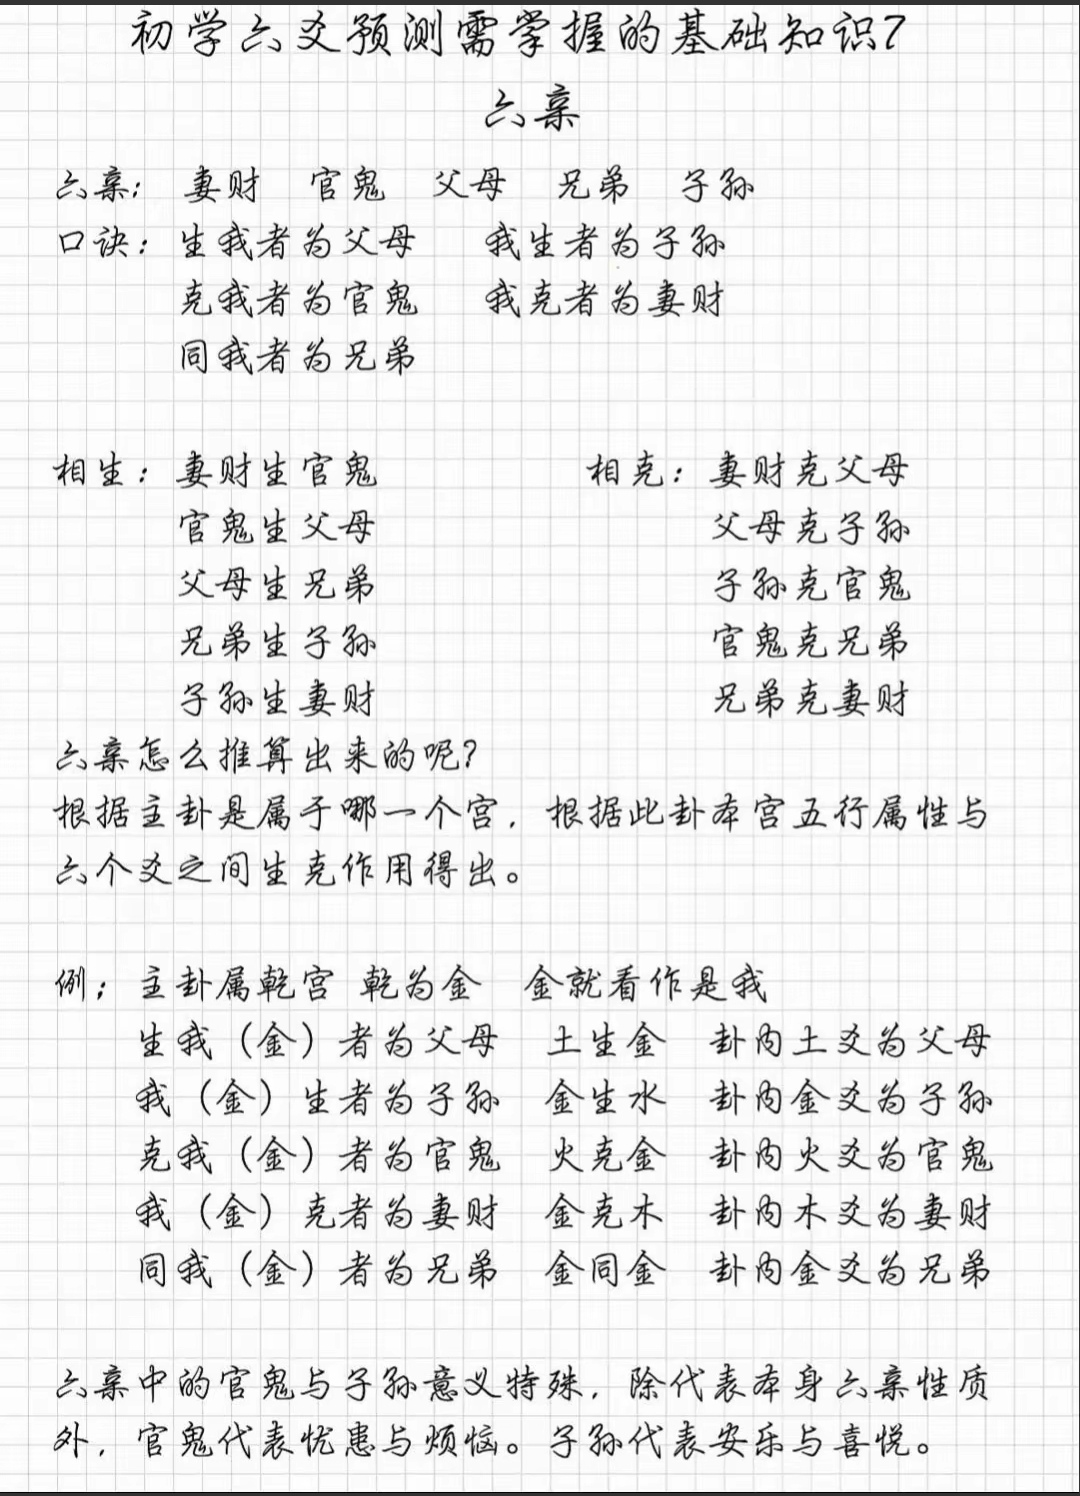 初学六爻预测需掌握的基础知识?
六亲
六亲: 妻财 官鬼 父母 兄弟 子孙
口诀: 生我者为父母 我生者为子孙
克我者为官鬼 我克者为妻财
同我者为兄弟
相生: 妻财生官鬼 相克: 妻财克父母
官鬼生父母 父母克子孙
父母生兄弟 子孙克官鬼
兄弟生子孙 官鬼克兄弟
子孙生妻财 兄弟克妻财
六亲怎么推算出来的呢?
根据主卦是属于哪一个宫, 根据此卦本宫五行属性与
六个爻之间生克作用得出。
例; 主卦属乾宫 乾为金 金就看作是我
生我(金)者为父母 土生金 卦内土爻为父母
我(金)生者为子孙 金生水 卦内金爻为子孙
克我(金)者为官鬼 火克金 卦内火爻为官鬼
我(金)克者为妻财 金克木 卦内木爻为妻财
同我(金)者为兄弟 金同金 卦内金爻为兄弟
六亲中的官鬼与子孙意义特殊, 除代表本身六亲性质
外, 官鬼代表忧患与烦恼。子孙代表安乐与喜悦。